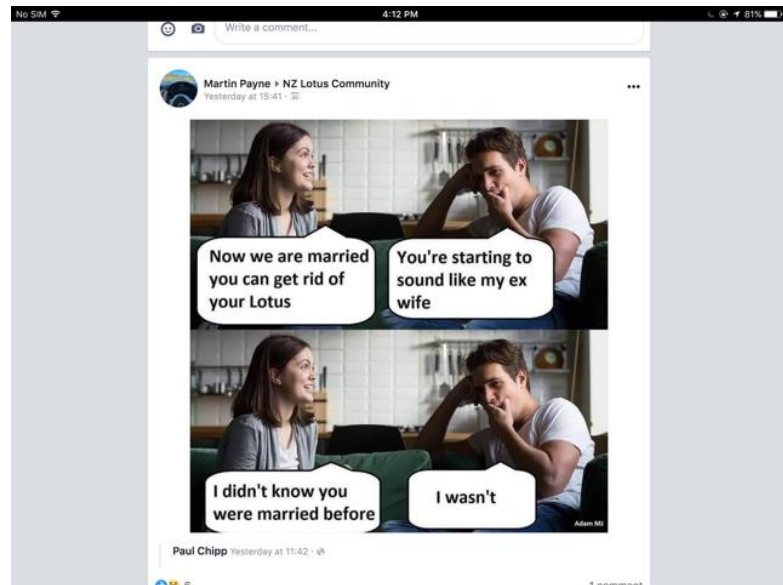 No SIM 4:12 PM 81%
Write a comment...
Martin Payne ▸ NZ Lotus Community
Yesterday at 15:41 ·
Now we are married
you can get rid of
your Lotus
You're starting to
sound like my ex
wife
I didn't know you
were married before
I wasn't
Adam MJ
Paul Chipp Yesterday at 11:42 ·
6 1 comment